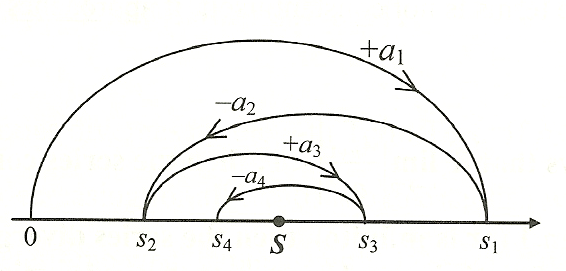 +a₁
−a₂
+a₃
−a₄
0 s₂ s₄ S s₃ s₁